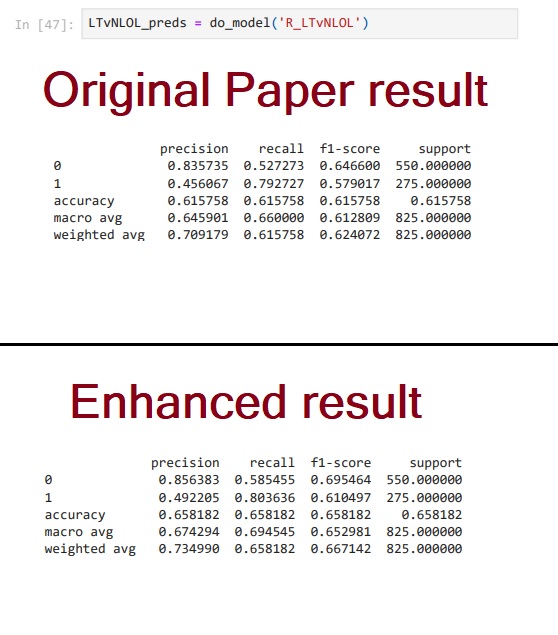 In [47]: LTvNLOL_preds = do_model('R_LTvNLOL')
Original Paper result
precision recall f1-score support
0 0.835735 0.527273 0.646600 550.000000
1 0.456067 0.792727 0.579017 275.000000
accuracy 0.615758 0.615758 0.615758 0.615758
macro avg 0.645901 0.660000 0.612809 825.000000
weighted avg 0.709179 0.615758 0.624072 825.000000
Enhanced result
precision recall f1-score support
0 0.856383 0.585455 0.695464 550.000000
1 0.492205 0.803636 0.610497 275.000000
accuracy 0.658182 0.658182 0.658182 0.658182
macro avg 0.674294 0.694545 0.652981 825.000000
weighted avg 0.734990 0.658182 0.667142 825.000000